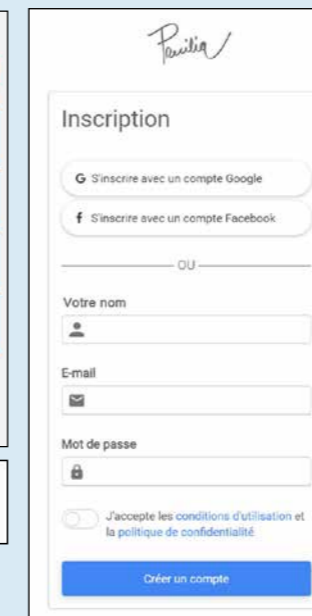 Familia
Inscription
G S'inscrire avec un compte Google
f S'inscrire avec un compte Facebook
OU
Votre nom
E-mail
Mot de passe
J'accepte les conditions d'utilisation et
la politique de confidentialité
Créer un compte